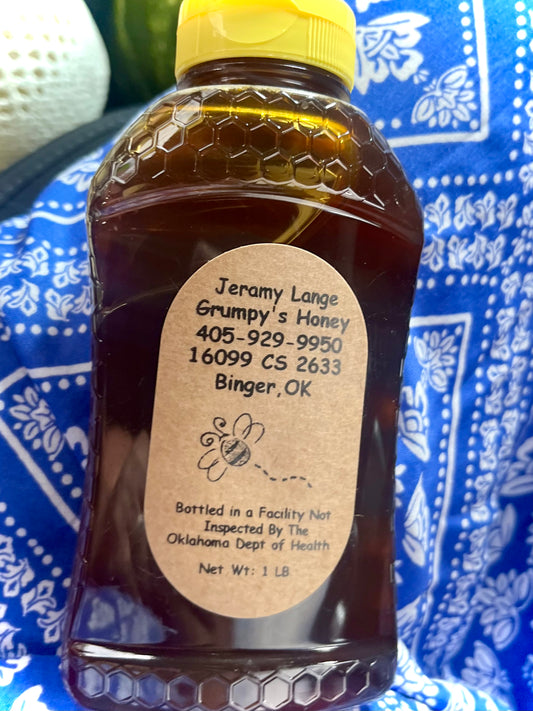 Jeramy Lange
Grumpy's Honey
405-929-9950
16099 CS 2633
Binger,OK
Bottled in a Facility Not
Inspected By The
Oklahoma Dept of Health
Net Wt: 1 LB